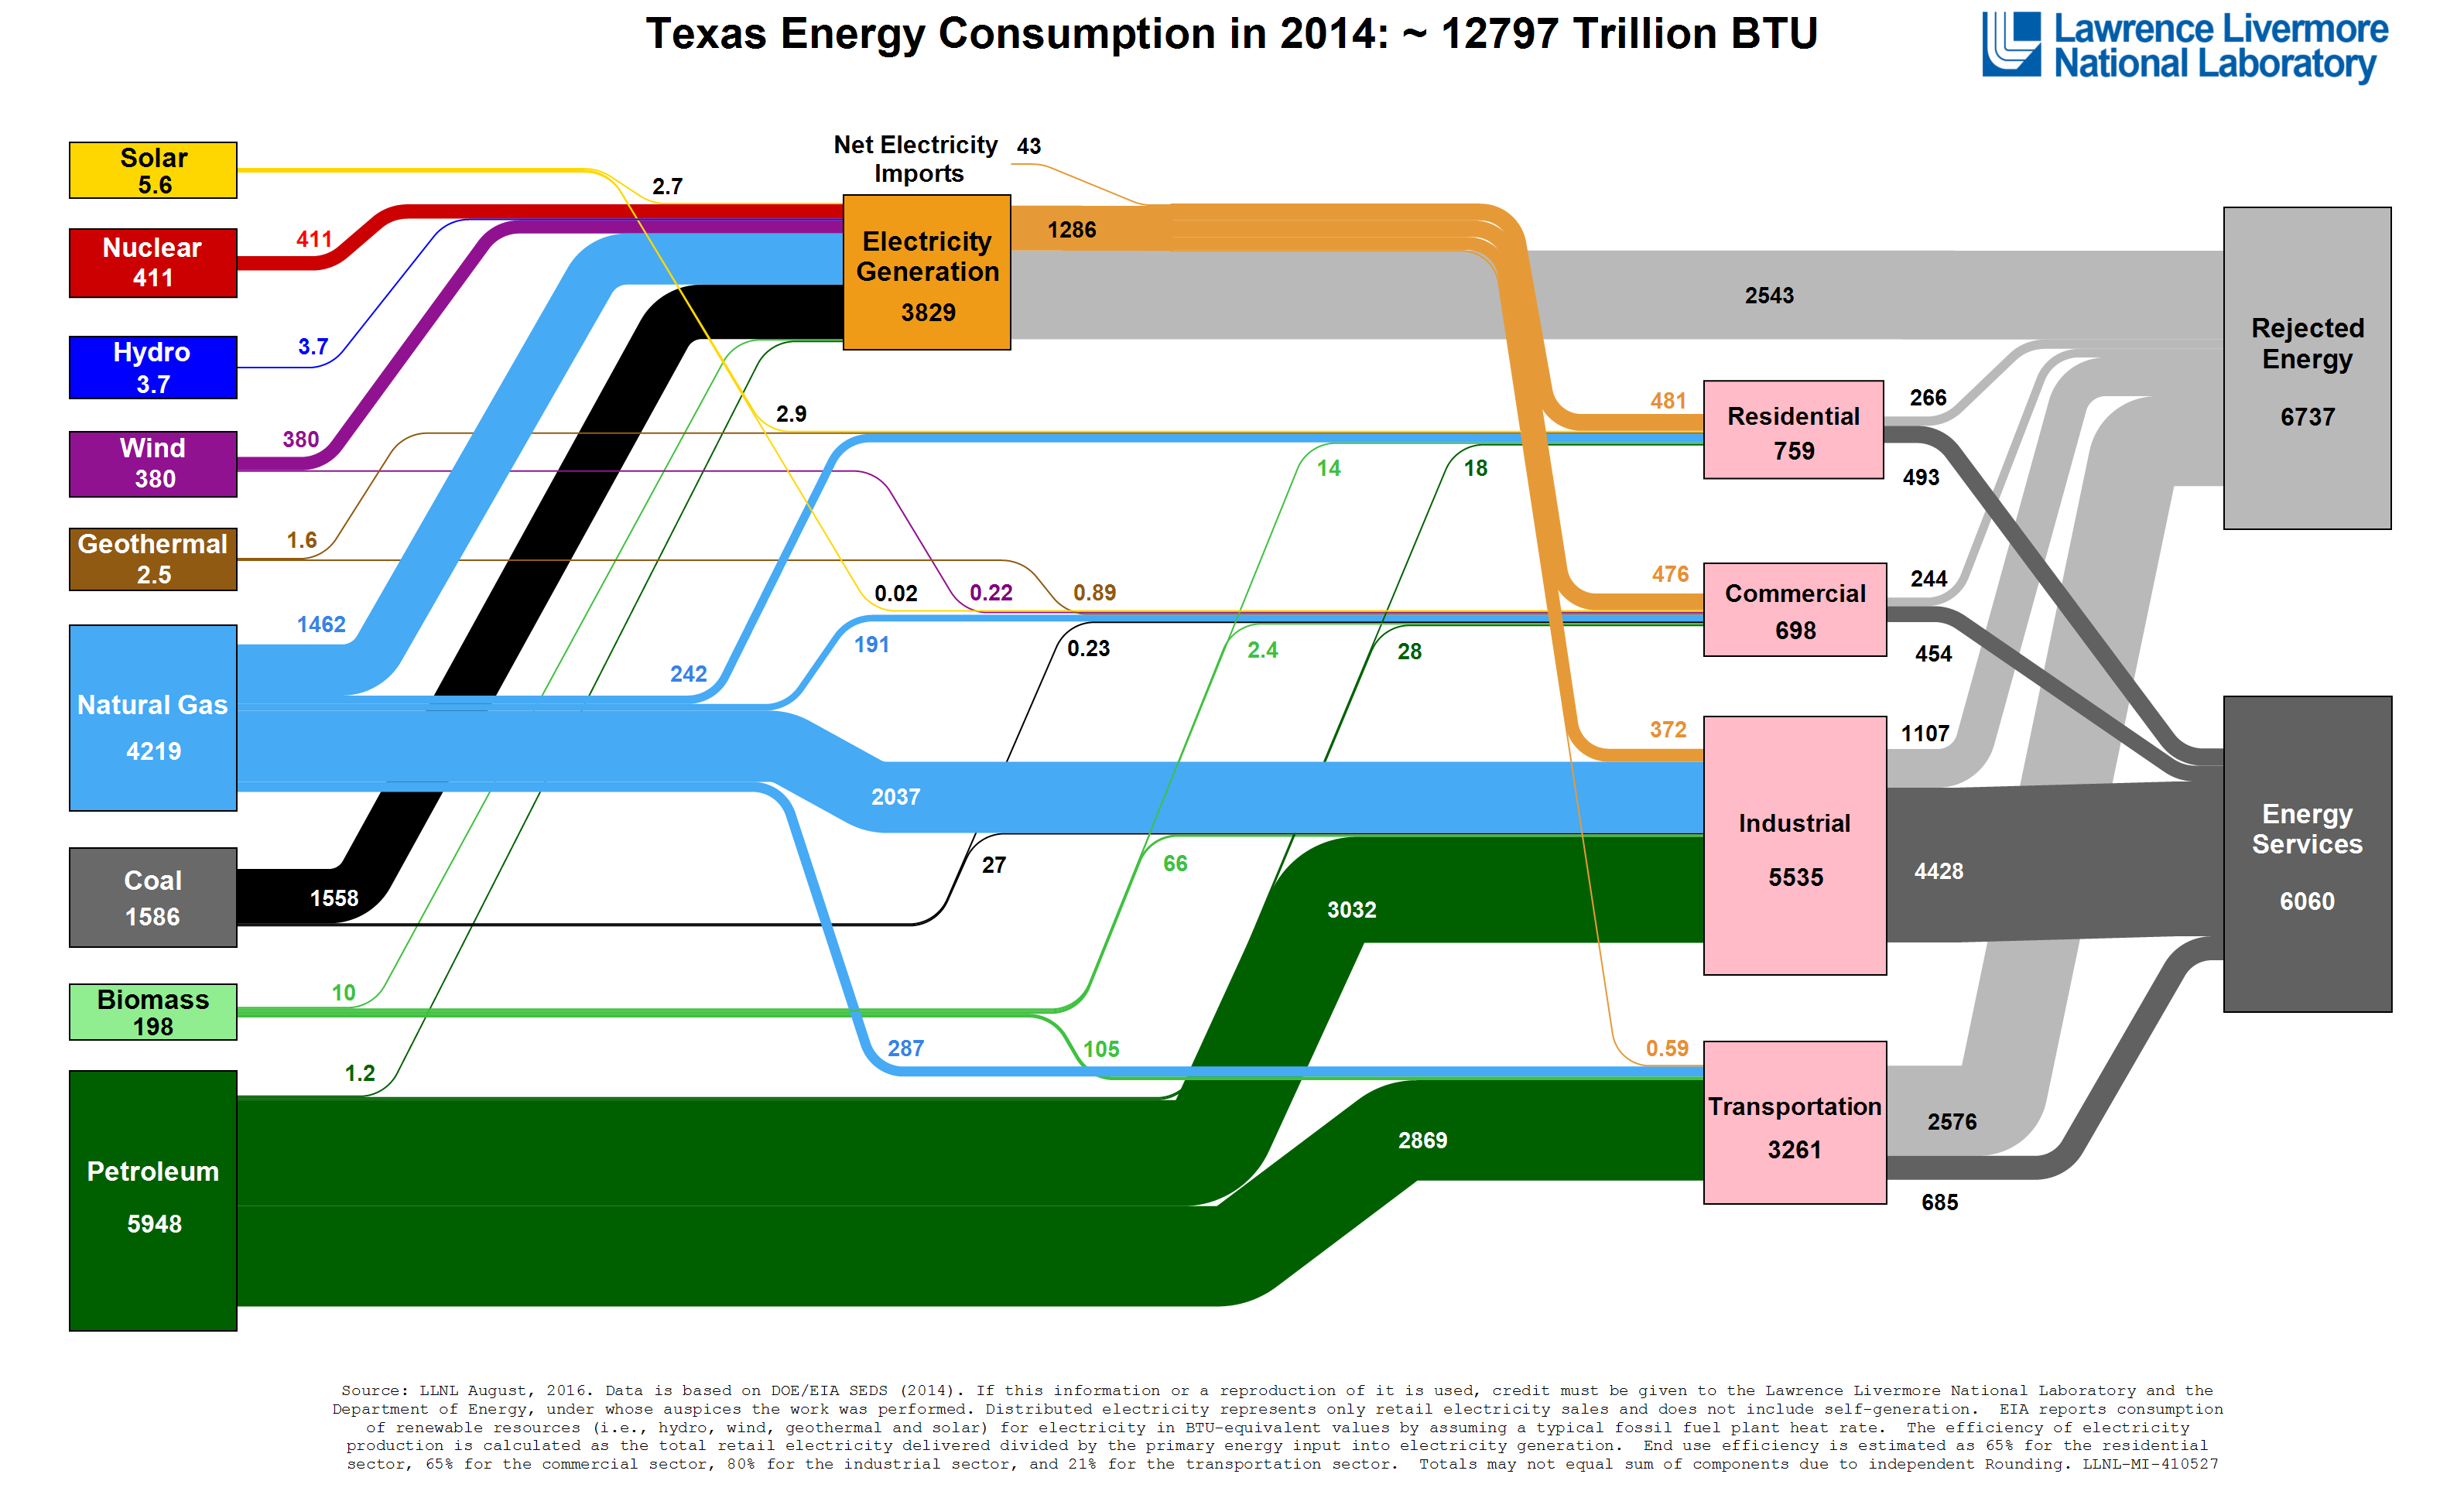 Texas Energy Consumption in 2014: ~ 12797 Trillion BTU
Lawrence Livermore
National Laboratory
Solar
5.6
Nuclear
411
Hydro
3.7
Wind
380
Geothermal
2.5
Natural Gas
4219
Coal
1586
Biomass
198
Petroleum
5948
411
3.7
380
1.6
1462
1558
10
1.2
2.7
Net Electricity
Imports
43
Electricity
Generation
3829
1286
2543
2.9
242
191
0.02
0.22
0.89
0.23
2037
27
287
105
66
2.4
14
18
28
3032
2869
481
476
372
0.59
Residential
759
Commercial
698
Industrial
5535
Transportation
3261
266
493
244
454
1107
4428
2576
685
Rejected
Energy
6737
Energy
Services
6060
Source: LLNL August, 2016. Data is based on DOE/EIA SEDS (2014). If this information or a reproduction of it is used, credit must be given to the Lawrence Livermore National Laboratory and the
Department of Energy, under whose auspices the work was performed. Distributed electricity represents only retail electricity sales and does not include self-generation. EIA reports consumption
of renewable resources (i.e., hydro, wind, geothermal and solar) for electricity in BTU-equivalent values by assuming a typical fossil fuel plant heat rate. The efficiency of electricity
production is calculated as the total retail electricity delivered divided by the primary energy input into electricity generation. End use efficiency is estimated as 65% for the residential
sector, 65% for the commercial sector, 80% for the industrial sector, and 21% for the transportation sector. Totals may not equal sum of components due to independent Rounding. LLNL-MI-410527